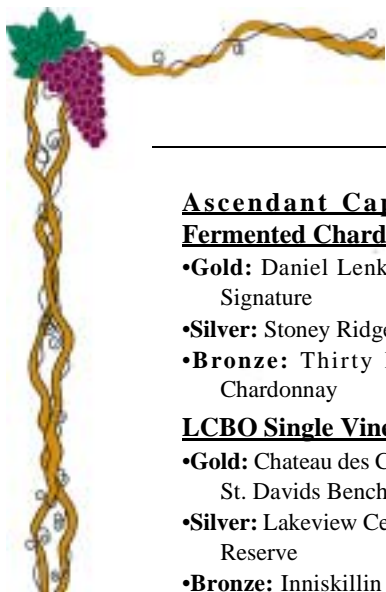 Ascendant Cap
Fermented Chard
•Gold: Daniel Lenk
Signature
•Silver: Stoney Ridge
•Bronze: Thirty
Chardonnay
LCBO Single Vine
•Gold: Chateau des C
St. Davids Bench
•Silver: Lakeview Ce
Reserve
•Bronze: Inniskillin